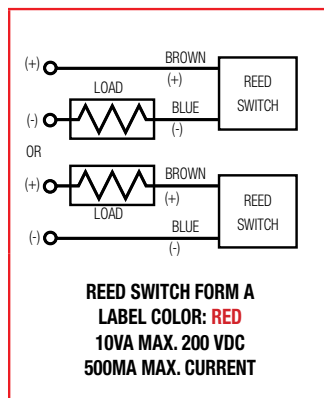 (+) BROWN
(+)
LOAD
REED
SWITCH
(-) BLUE
(-)
OR
(+) BROWN
(+)
LOAD
REED
SWITCH
(-) BLUE
(-)
REED SWITCH FORM A
LABEL COLOR: RED
10VA MAX. 200 VDC
500MA MAX. CURRENT